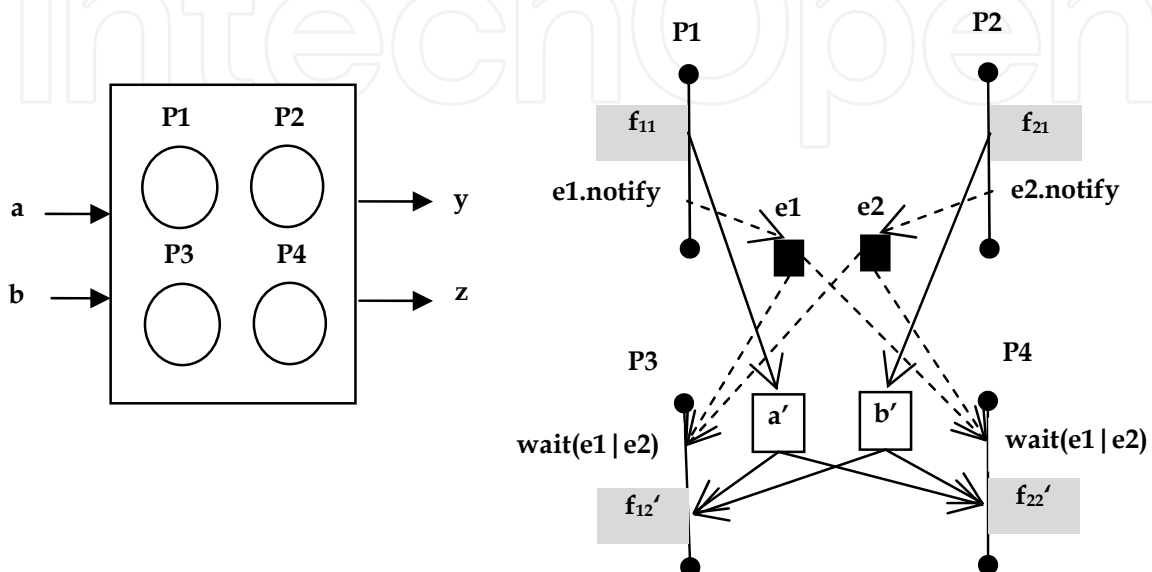 IntechOpen
P1 P2
a
b
P3 P4
y
z
P1
P2
f₁₁
f₂₁
e1.notify
e1
e2
e2.notify
P3
P4
a′
b′
wait(e1|e2)
wait(e1|e2)
f₁₂‘
f₂₂‘